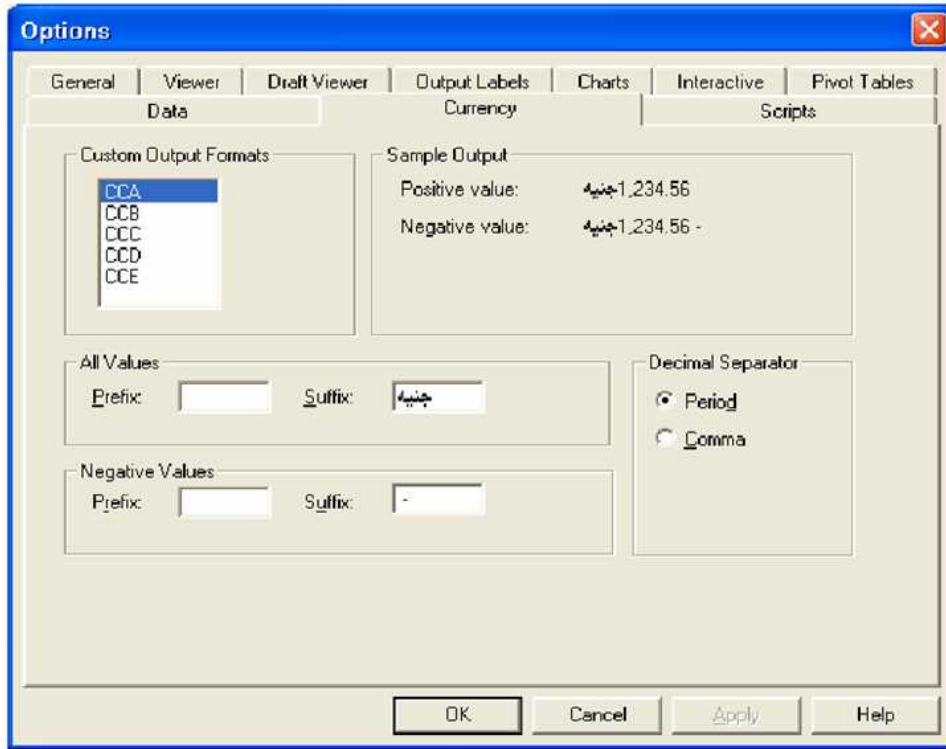 Options
General Viewer Draft Viewer Output Labels Charts Interactive Pivot Tables
Data Currency Scripts
Custom Output Formats
CCA
CCB
CCC
CCD
CCE
Sample Output
Positive value: جنيه1,234.56
Negative value: جنيه1,234.56 -
All Values
Prefix: Suffix: جنيه
Negative Values
Prefix: Suffix: -
Decimal Separator
Period
Comma
OK Cancel Apply Help